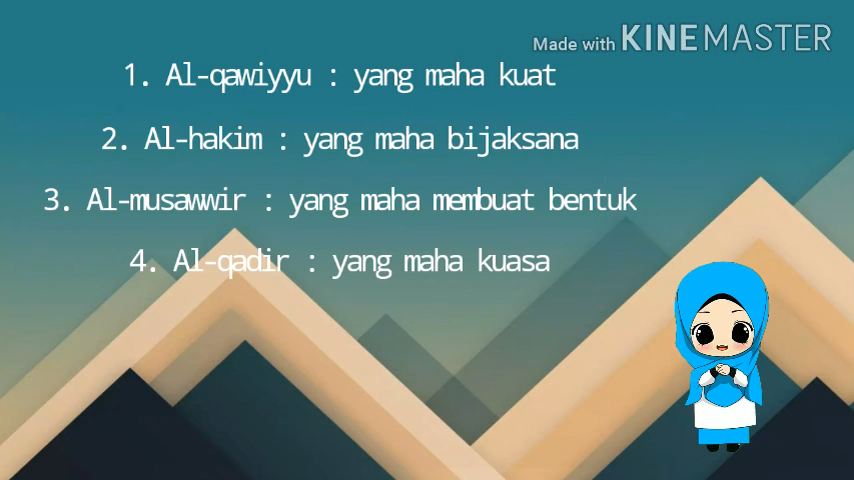 Made with KINEMASTER
1. Al-qawiyyu : yang maha kuat
2. Al-hakim : yang maha bijaksana
3. Al-musawwir : yang maha membuat bentuk
4. Al-qadir : yang maha kuasa